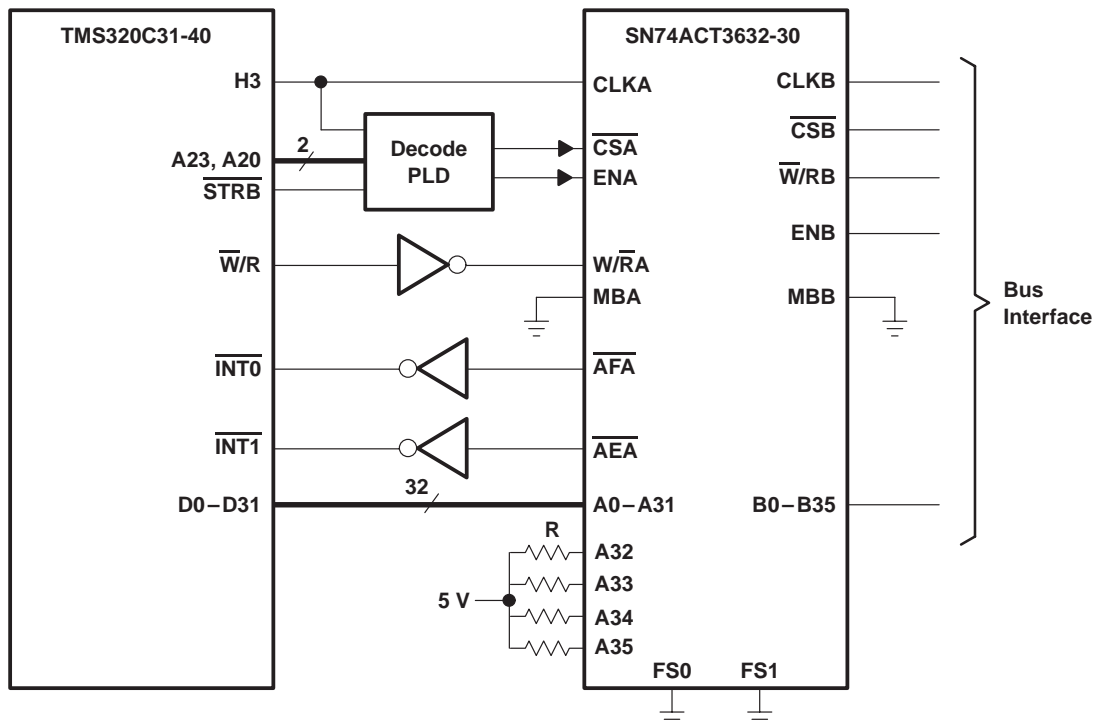 TMS320C31-40
SN74ACT3632-30
H3
CLKA
CLKB
2
Decode
PLD
A23, A20
STRB
CSA
ENA
CSB
W/RB
W/R
W/RA
ENB
MBA
MBB
Bus
Interface
INT0
AFA
INT1
AEA
32
D0–D31
A0–A31
B0–B35
R
A32
A33
5 V
A34
A35
FS0
FS1